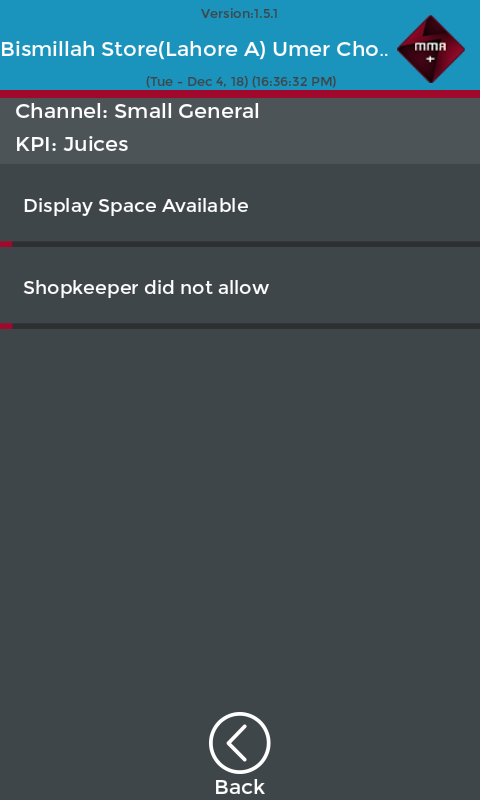 Version:1.5.1
Bismillah Store(Lahore A) Umer Cho..
MMA
+
(Tue - Dec 4, 18) (16:36:32 PM)
Channel: Small General
KPI: Juices
Display Space Available
Shopkeeper did not allow
Back